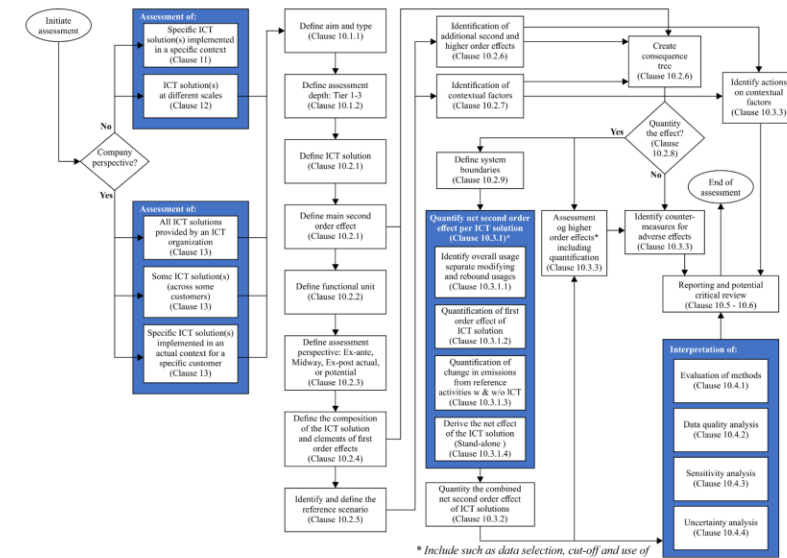 Initiate
assessment
Company
perspective?
No
Yes
Assessment of:
Specific ICT
solution(s) implemented
in a specific context
(Clause 11)
ICT solution(s)
at different scales
(Clause 12)
Assessment of:
All ICT solutions
provided by an ICT
organization
(Clause 13)
Some ICT solution(s)
(across some
customers)
(Clause 13)
Specific ICT solution(s)
implemented in an
actual context for a
specific customer
(Clause 13)
Define aim and type
(Clause 10.1.1)
Define assessment
depth: Tier 1-3
(Clause 10.1.2)
Define ICT solution
(Clause 10.2.1)
Define main second
order effect
(Clause 10.2.1)
Define functional unit
(Clause 10.2.2)
Define assessment
perspective: Ex-ante,
Midway, Ex-post actual,
or potential
(Clause 10.2.3)
Define the composition
of the ICT solution
and elements of first
order effects
(Clause 10.2.4)
Identify and define the
reference scenario
(Clause 10.2.5)
Identification of
additional second and
higher order effects
(Clause 10.2.6)
Identification of
contextual factors
(Clause 10.2.7)
Create
consequence
tree
(Clause 10.2.6)
Identify actions
on contextual
factors
(Clause 10.3.3)
Quantity
the effect?
(Clause
10.2.8)
Yes
No
Define system
boundaries
(Clause 10.2.9)
Quantify net second order
effect per ICT solution
(Clause 10.3.1)*
Identify overall usage
separate modifying
and rebound usages
(Clause 10.3.1.1)
Quantification of first
order effect of
ICT solution
(Clause 10.3.1.2)
Quantification of
change in emissions
from reference
activities w & w/o ICT
(Clause 10.3.1.3)
Derive the net effect
of the ICT solution
(Stand-alone )
(Clause 10.3.1.4)
Quantity the combined
net second order effect
of ICT solutions
(Clause 10.3.2)
Assessment
og higher
order effects*
including
quantification
(Clause 10.3.3)
Identify counter-
measures for
adverse effects
(Clause 10.3.3)
End of
assessment
Reporting and potential
critical review
(Clause 10.5 - 10.6)
Interpretation of:
Evaluation of methods
(Clause 10.4.1)
Data quality analysis
(Clause 10.4.2)
Sensitivity analysis
(Clause 10.4.3)
Uncertainty analysis
(Clause 10.4.4)
* Include such as data selection, cut-off and use of